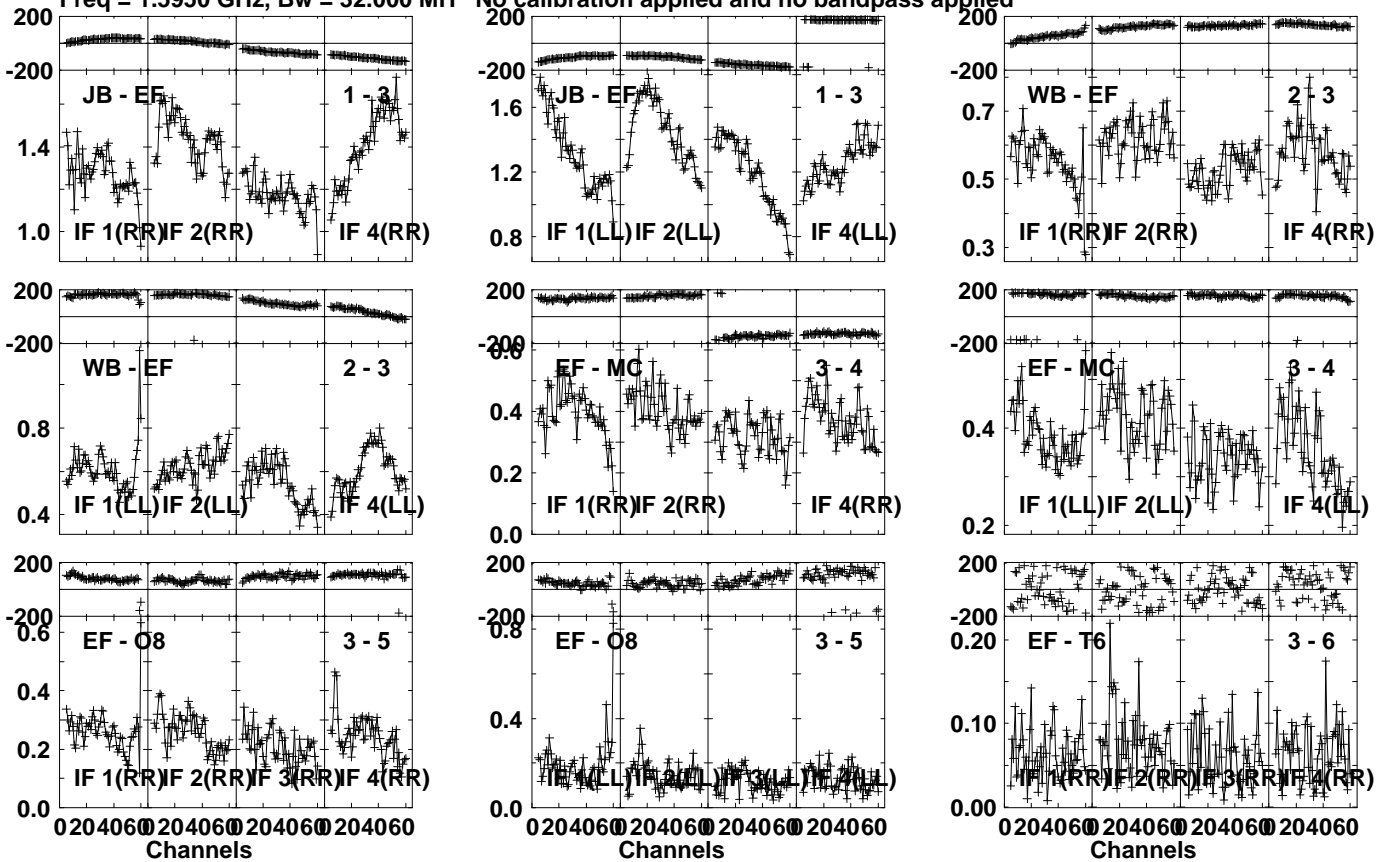 Freq = 1.5950 GHz, Bw = 32.000 MH No calibration applied and no bandpass applied
200
-200
JB - EF
1 - 3
1.4
1.0
IF 1(RR)
IF 2(RR)
IF 4(RR)
200
-200
JB - EF
1 - 3
1.6
1.2
0.8
IF 1(LL)
IF 2(LL)
IF 4(LL)
200
-200
WB - EF
2 - 3
0.7
0.5
0.3
IF 1(RR)
IF 2(RR)
IF 4(RR)
200
-200
WB - EF
2 - 3
0.8
0.4
IF 1(LL)
IF 2(LL)
IF 4(LL)
200
-200
0.6
EF - MC
3 - 4
0.4
0.2
0.0
IF 1(RR)
IF 2(RR)
IF 4(RR)
200
-200
EF - MC
3 - 4
0.4
0.2
IF 1(LL)
IF 2(LL)
IF 4(LL)
200
-200
0.6
EF - O8
3 - 5
0.4
0.2
0.0
IF 1(RR)
IF 2(RR)
IF 3(RR)
IF 4(RR)
0 20 40 60 0 20 40 60 0 20 40 60 0 20 40 60
Channels
200
-200
0.8
EF - O8
3 - 5
0.4
0.0
IF 1(LL)
IF 2(LL)
IF 3(LL)
IF 4(LL)
0 20 40 60 0 20 40 60 0 20 40 60 0 20 40 60
Channels
200
-200
0.20
EF - T6
3 - 6
0.10
0.00
IF 1(RR)
IF 2(RR)
IF 3(RR)
IF 4(RR)
0 20 40 60 0 20 40 60 0 20 40 60 0 20 40 60
Channels